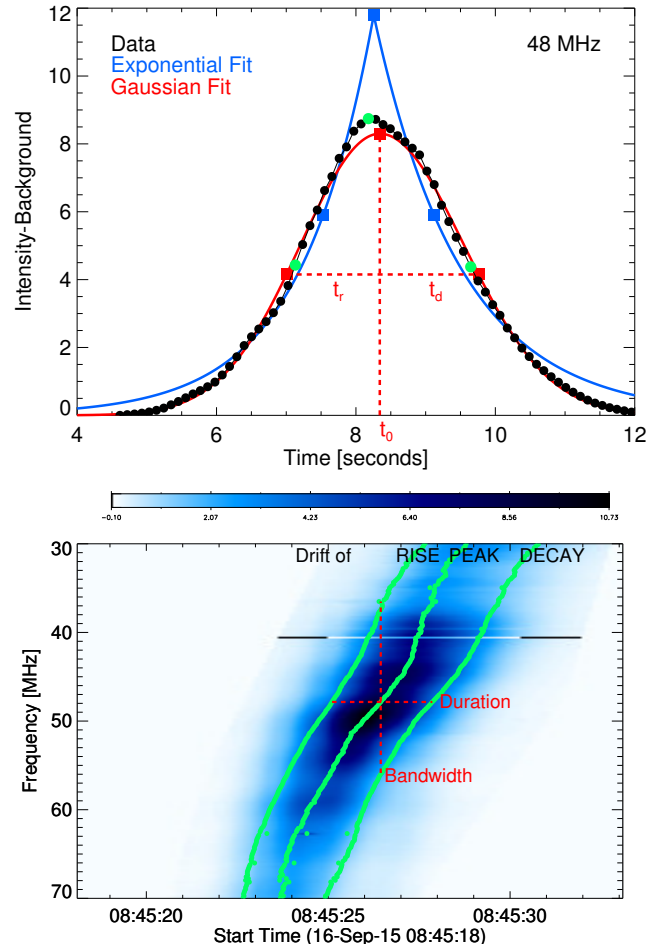 12
10
8
6
4
2
0
Intensity-Background
Data
Exponential Fit
Gaussian Fit
48 MHz
t_r
t_d
t_0
4 6 8 10 12
Time [seconds]
−0.10 2.07 4.23 6.40 8.56 10.73
30
40
50
60
70
Frequency [MHz]
Drift of RISE PEAK DECAY
Duration
Bandwidth
08:45:20 08:45:25 08:45:30
Start Time (16-Sep-15 08:45:18)